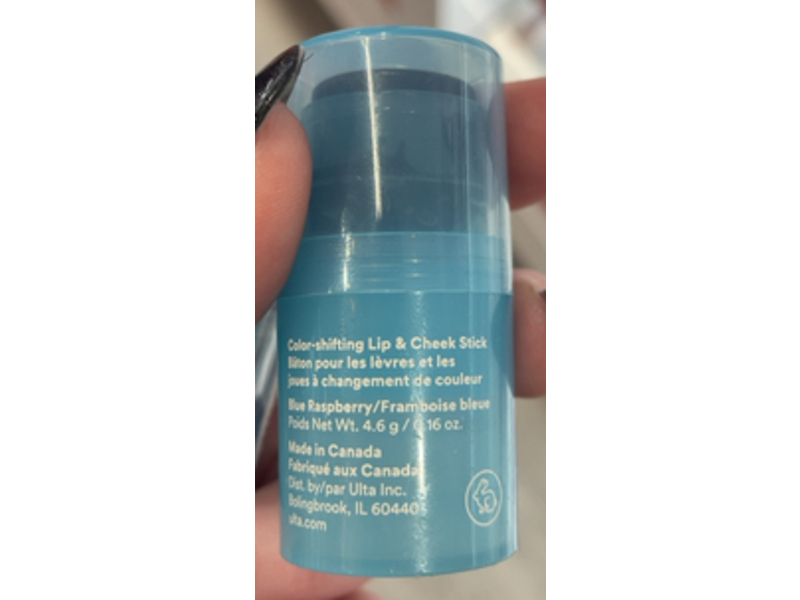 Color-shifting Lip & Cheek Stick
Bâton pour les lèvres et les
joues à changement de couleur
Blue Raspberry/Framboise bleue
Poids Net Wt. 4.6 g / 0.16 oz.
Made in Canada
Fabriqué aux Canada
Dist. by/par Ulta Inc.
Bolingbrook, IL 60440
ulta.com